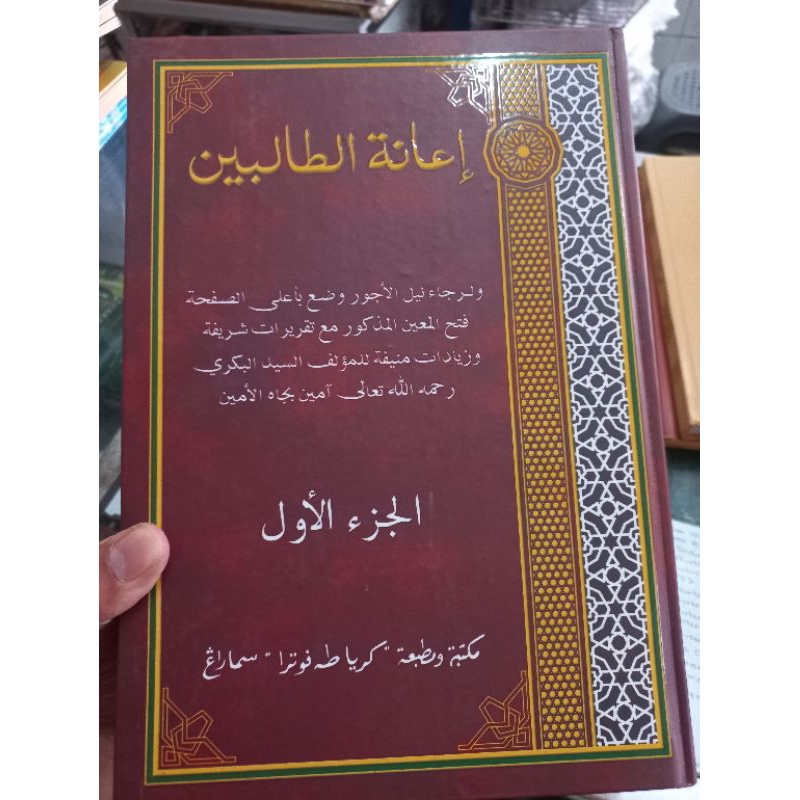 إعانة الطالبين
ولرجاء نيل الأجور وضع بأعلى الصفحة
فتح المعين المذكور مع تقريرات شريفة
وزيادات منيفة للمؤلف السيد البكري
رحمه الله تعالى آمين بجاه الأمين
الجزء الأول
مكتبة ومطبعة "كرياطه فوترا" سماراڠ